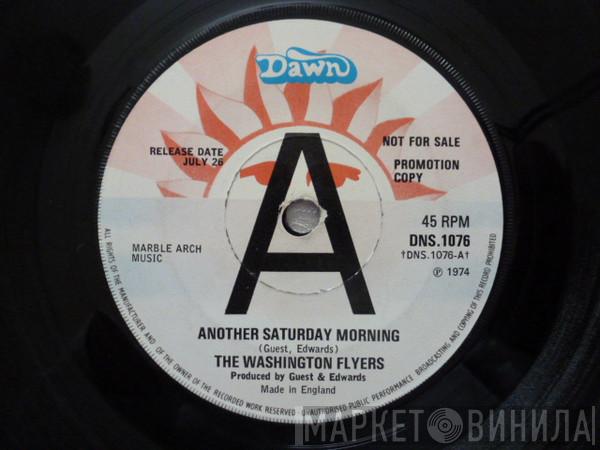 Dawn
RELEASE DATE
JULY 26
NOT FOR SALE
PROMOTION
COPY
A
45 RPM
DNS.1076
†DNS.1076-A†
℗ 1974
MARBLE ARCH
MUSIC
ANOTHER SATURDAY MORNING
(Guest, Edwards)
THE WASHINGTON FLYERS
Produced by Guest & Edwards
Made in England
ALL RIGHTS OF THE MANUFACTURER AND OF THE OWNER OF THE RECORDED WORK RESERVED · UNAUTHORISED PUBLIC PERFORMANCE BROADCASTING AND COPYING OF THIS RECORD PROHIBITED
МАРКЕТ ВИНИЛА